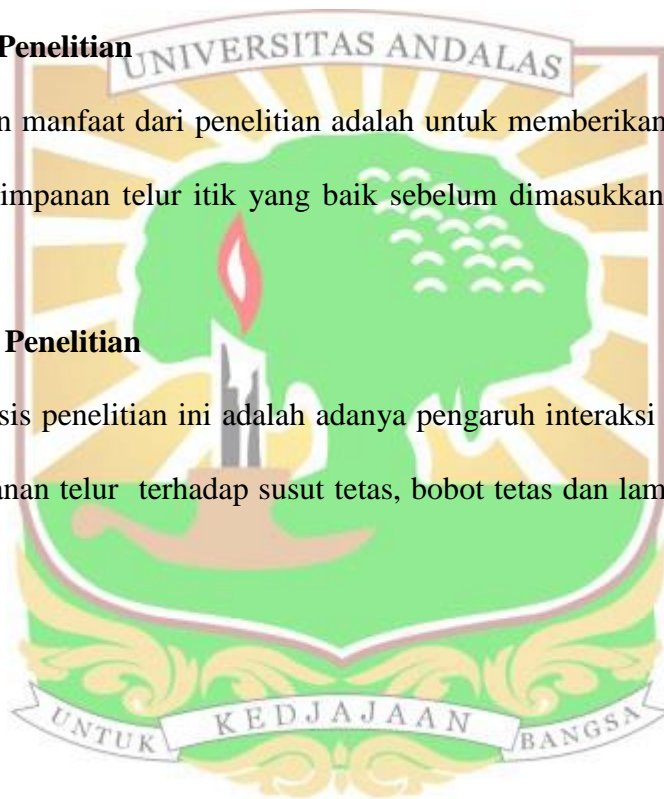 Penelitian
UNIVERSITAS ANDALAS
n manfaat dari penelitian adalah untuk memberikan
impanan telur itik yang baik sebelum dimasukkan
Penelitian
sis penelitian ini adalah adanya pengaruh interaksi
anan telur terhadap susut tetas, bobot tetas dan lam
UNTUK KEDJAJAAN BANGSA